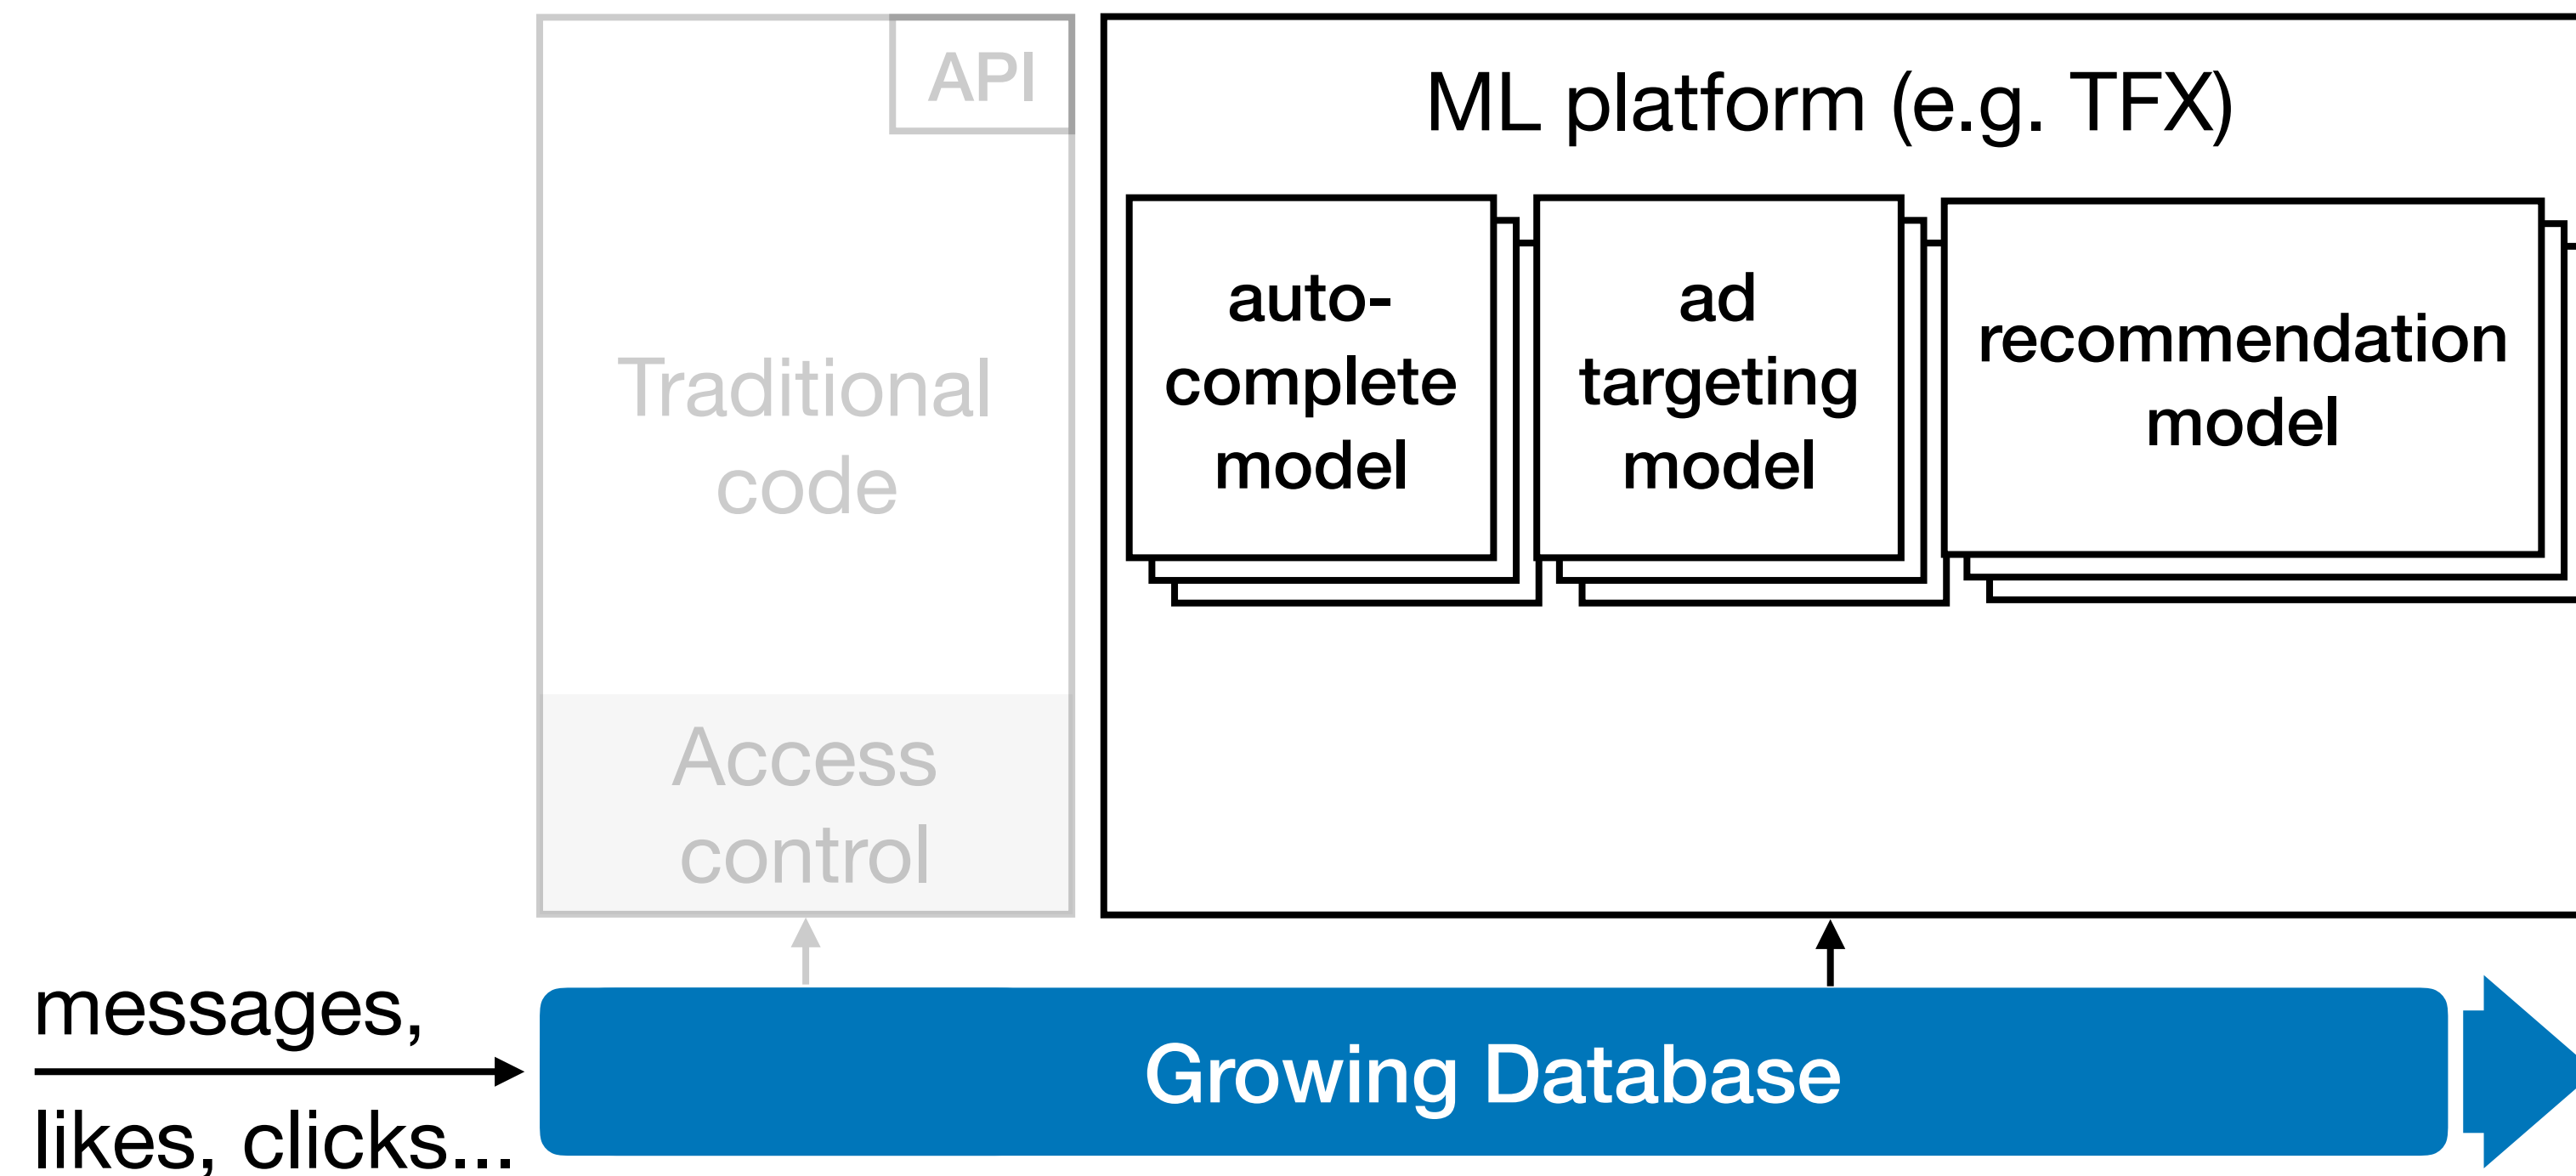 API
Traditional
code
Access
control
ML platform (e.g. TFX)
auto-
complete
model
ad
targeting
model
recommendation
model
messages,
likes, clicks...
Growing Database